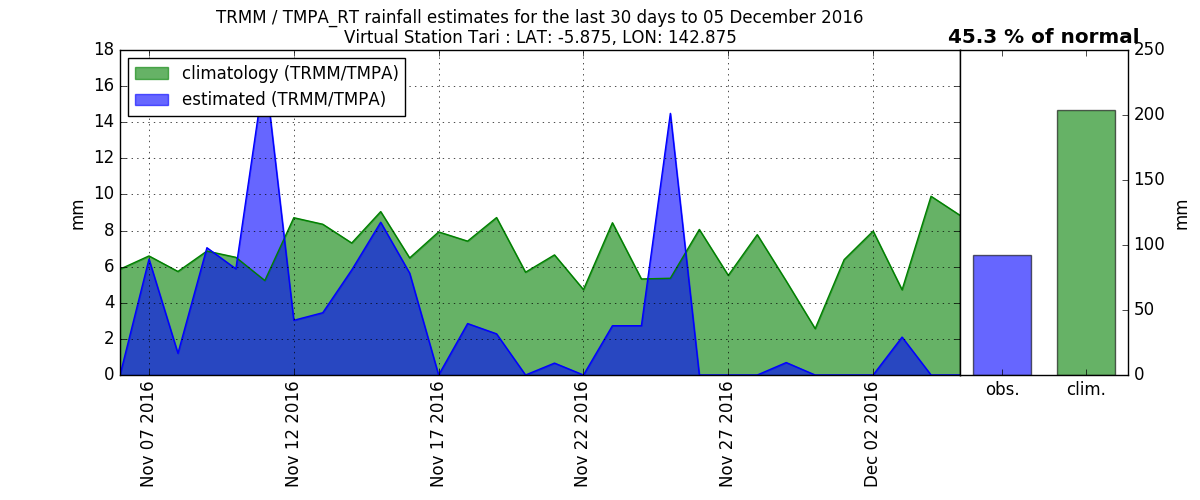 TRMM / TMPA_RT rainfall estimates for the last 30 days to 05 December 2016
Virtual Station Tari : LAT: -5.875, LON: 142.875
45.3 % of normal
climatology (TRMM/TMPA)
estimated (TRMM/TMPA)
18
16
14
12
10
8
6
4
2
0
mm
Nov 07 2016
Nov 12 2016
Nov 17 2016
Nov 22 2016
Nov 27 2016
Dec 02 2016
obs.
clim.
250
200
150
100
50
0
mm